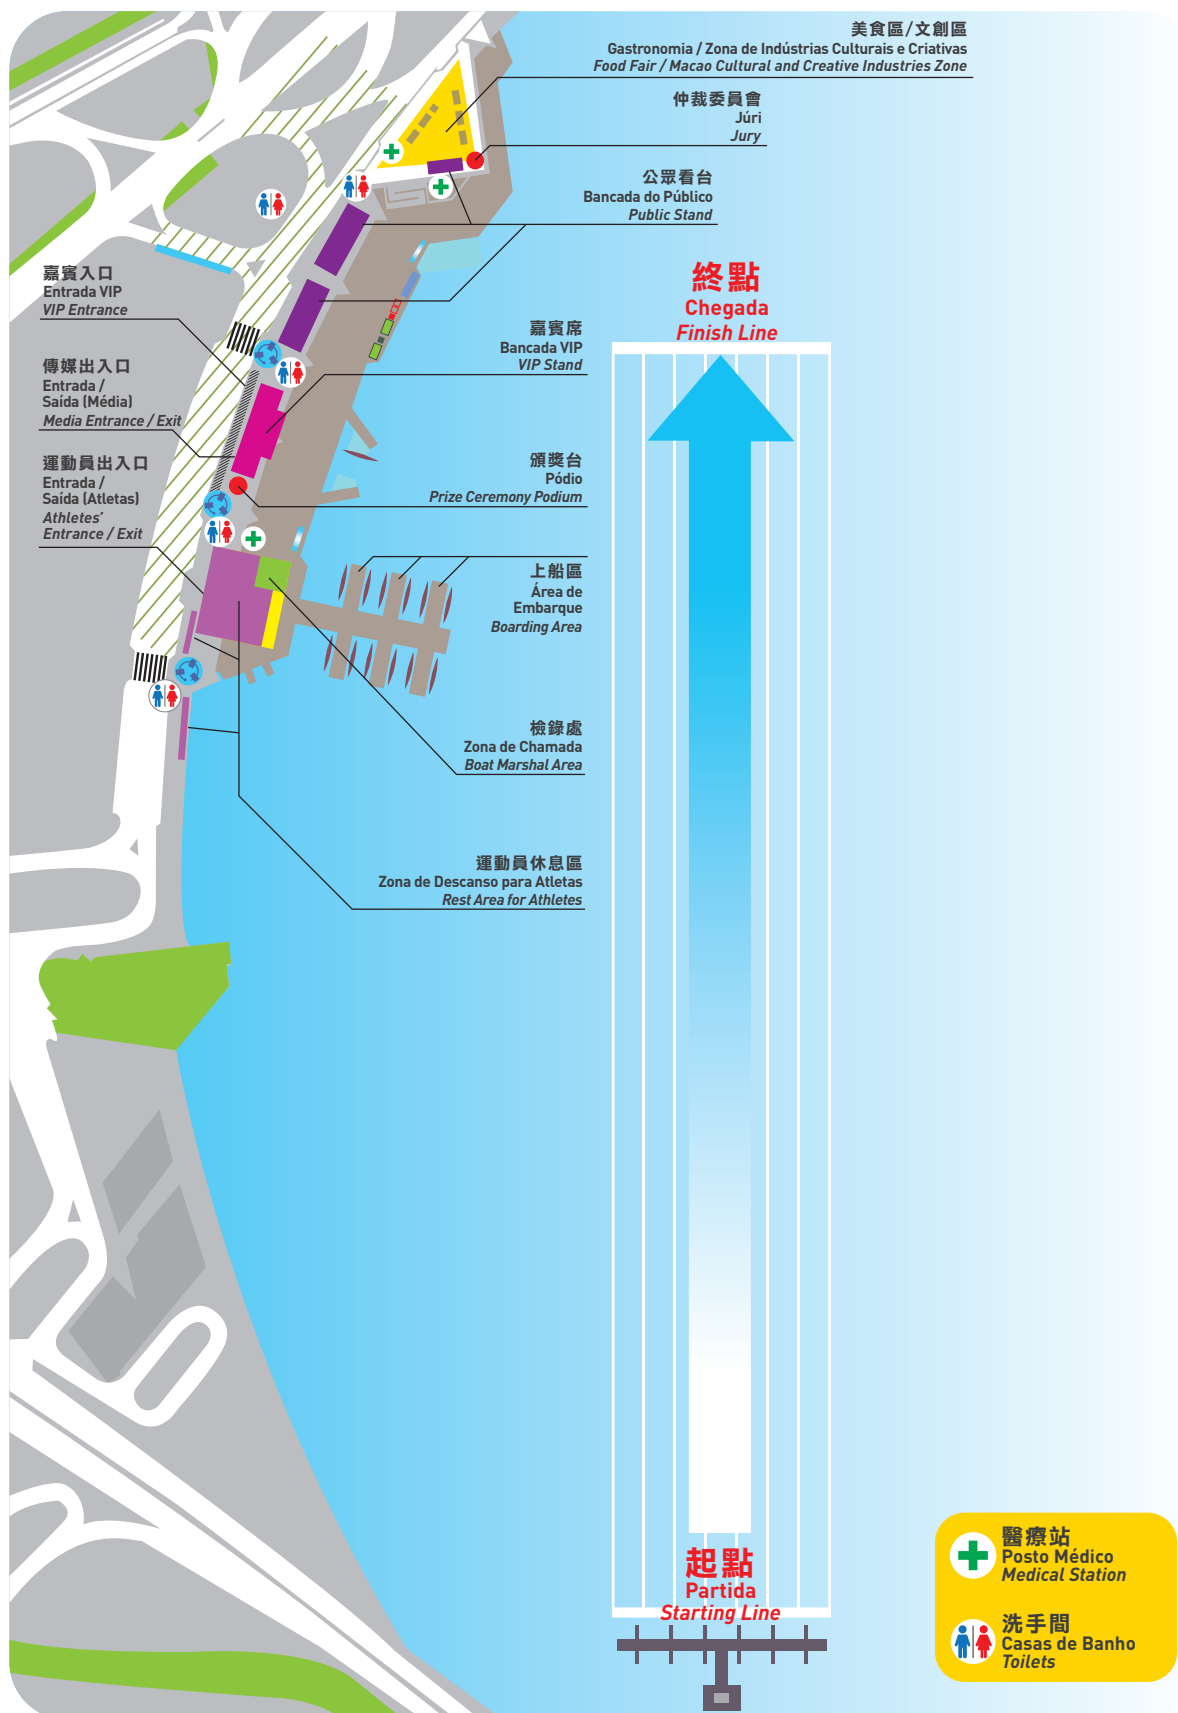 美食區/文創區
Gastronomia / Zona de Indústrias Culturais e Criativas
Food Fair / Macao Cultural and Creative Industries Zone
仲裁委員會
Júri
Jury
公眾看台
Bancada do Público
Public Stand
嘉賓入口
Entrada VIP
VIP Entrance
終點
Chegada
Finish Line
嘉賓席
Bancada VIP
VIP Stand
傳媒出入口
Entrada /
Saída (Média)
Media Entrance / Exit
運動員出入口
Entrada /
Saída (Atletas)
Athletes’
Entrance / Exit
頒獎台
Pódio
Prize Ceremony Podium
上船區
Área de
Embarque
Boarding Area
檢錄處
Zona de Chamada
Boat Marshal Area
運動員休息區
Zona de Descanso para Atletas
Rest Area for Athletes
起點
Partida
Starting Line
醫療站
Posto Médico
Medical Station
洗手間
Casas de Banho
Toilets